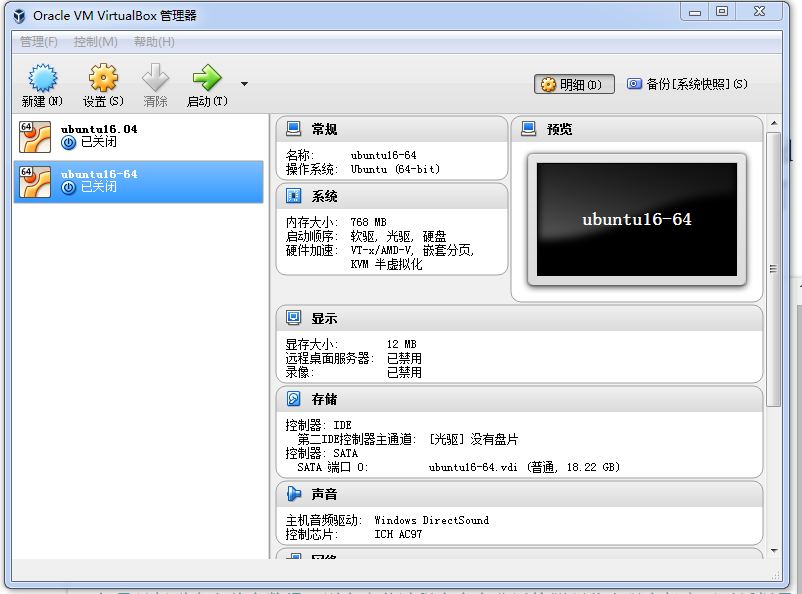 Oracle VM VirtualBox 管理器
管理(F) 控制(M) 帮助(H)
新建(N) 设置(S) 清除 启动(T) 明细(D) 备份[系统快照](S)
64 ubuntu16.04
已关闭
64 ubuntu16-64
已关闭
常规
名称: ubuntu16-64
操作系统: Ubuntu (64-bit)
系统
内存大小: 768 MB
启动顺序: 软驱, 光驱, 硬盘
硬件加速: VT-x/AMD-V, 嵌套分页,
KVM 半虚拟化
预览
ubuntu16-64
显示
显存大小: 12 MB
远程桌面服务器: 已禁用
录像: 已禁用
存储
控制器: IDE
第二IDE控制器主通道: [光驱] 没有盘片
控制器: SATA
SATA 端口 0: ubuntu16-64.vdi (普通, 18.22 GB)
声音
主机音频驱动: Windows DirectSound
控制芯片: ICH AC97